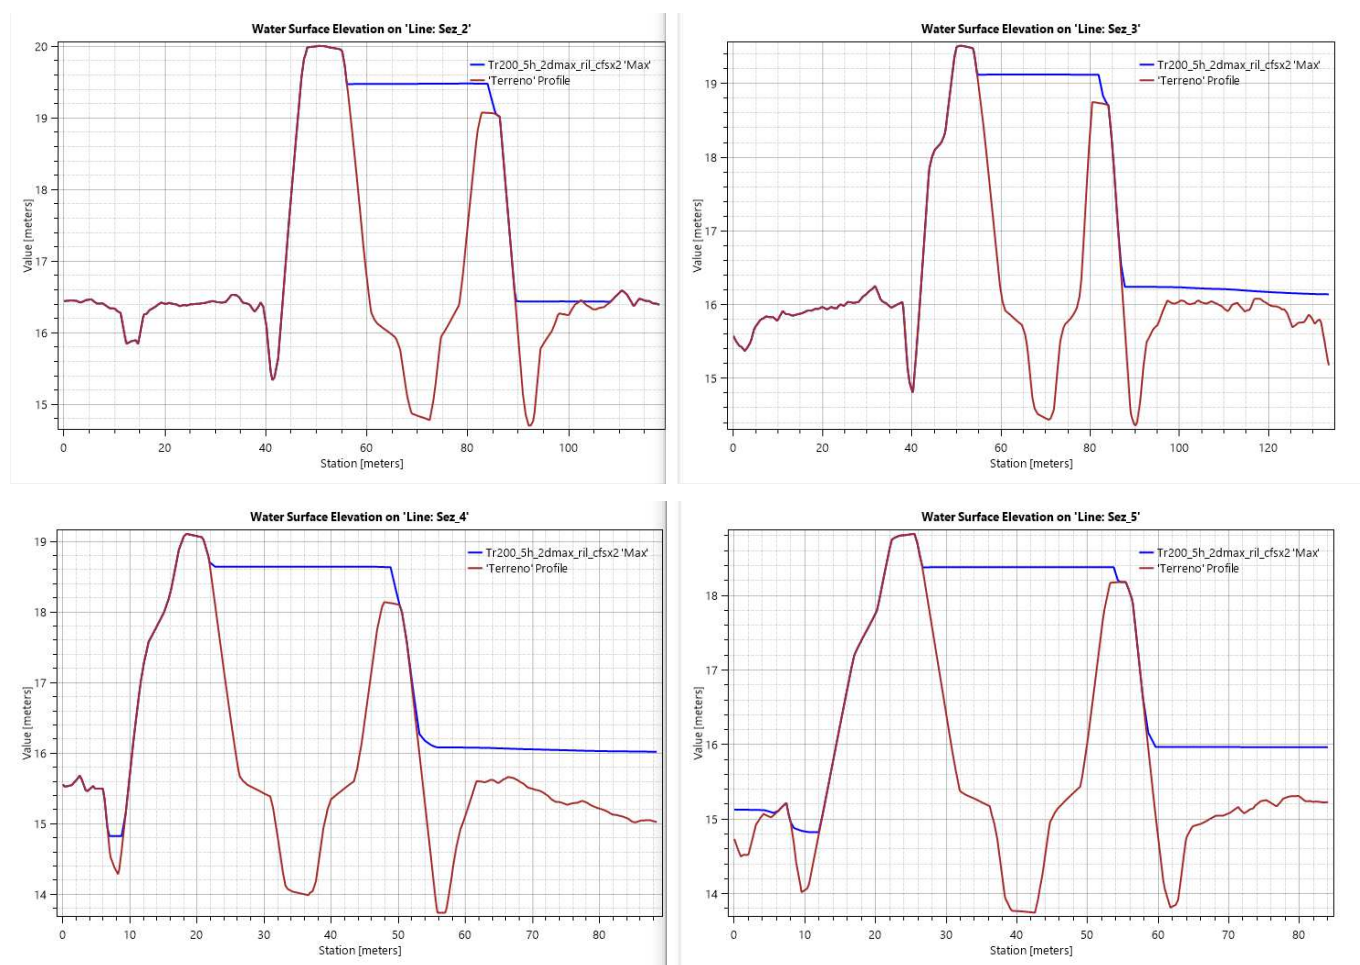 Water Surface Elevation on 'Line: Sez_2'
Tr200_5h_2dmax_ril_cfsx2 'Max'
'Terreno' Profile
Value [meters]
20
19
18
17
16
15
0 20 40 60 80 100
Station [meters]
Water Surface Elevation on 'Line: Sez_3'
Tr200_5h_2dmax_ril_cfsx2 'Max'
'Terreno' Profile
Value [meters]
19
18
17
16
15
0 20 40 60 80 100 120
Station [meters]
Water Surface Elevation on 'Line: Sez_4'
Tr200_5h_2dmax_ril_cfsx2 'Max'
'Terreno' Profile
Value [meters]
19
18
17
16
15
14
0 10 20 30 40 50 60 70 80
Station [meters]
Water Surface Elevation on 'Line: Sez_5'
Tr200_5h_2dmax_ril_cfsx2 'Max'
'Terreno' Profile
Value [meters]
18
17
16
15
14
0 10 20 30 40 50 60 70 80
Station [meters]